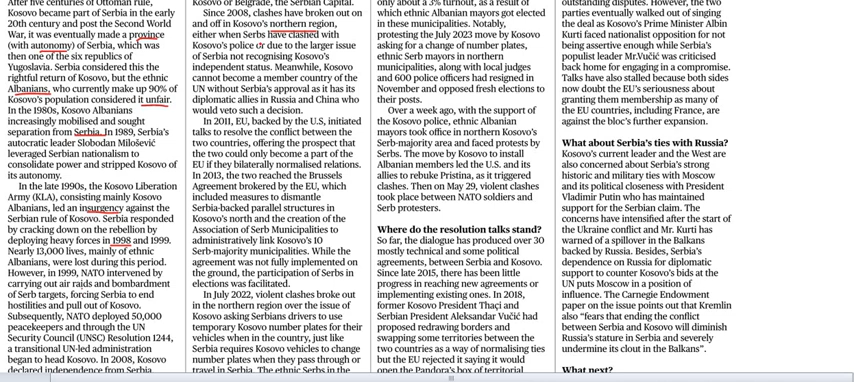 After five centuries of Ottoman rule,
Kosovo became part of Serbia in the early
20th century and post the Second World
War, it was eventually made a province
(with autonomy) of Serbia, which was
then one of the six republics of
Yugoslavia. Serbia considered this the
rightful return of Kosovo, but the ethnic
Albanians, who currently make up 90% of
Kosovo's population considered it unfair.
In the 1980s, Kosovo Albanians
increasingly mobilised and sought
separation from Serbia. In 1989, Serbia's
autocratic leader Slobodan Milošević
leveraged Serbian nationalism to
consolidate power and stripped Kosovo of
its autonomy.
In the late 1990s, the Kosovo Liberation
Army (KLA), consisting mainly Kosovo
Albanians, led an insurgency against the
Serbian rule of Kosovo. Serbia responded
by cracking down on the rebellion by
deploying heavy forces in 1998 and 1999.
Nearly 13,000 lives, mainly of ethnic
Albanians, were lost during this period.
However, in 1999, NATO intervened by
carrying out air raids and bombardment
of Serb targets, forcing Serbia to end
hostilities and pull out of Kosovo.
Subsequently, NATO deployed 50,000
peacekeepers and through the UN
Security Council (UNSC) Resolution 1244,
a transitional UN-led administration
began to head Kosovo. In 2008, Kosovo
declared independence from Serbia.
Kosovo or Belgrade, the Serbian Capital.
Since 2008, clashes have broken out on
and off in Kosovo's northern region,
either when Serbs have clashed with
Kosovo's police or due to the larger issue
of Serbia not recognising Kosovo's
independent status. Meanwhile, Kosovo
cannot become a member country of the
UN without Serbia's approval as it has its
diplomatic allies in Russia and China who
would veto such a decision.
In 2011, EU, backed by the U.S, initiated
talks to resolve the conflict between the
two countries, offering the prospect that
the two could only become a part of the
EU if they bilaterally normalised relations.
In 2013, the two reached the Brussels
Agreement brokered by the EU, which
included measures to dismantle
Serbia-backed parallel structures in
Kosovo's north and the creation of the
Association of Serb Municipalities to
administratively link Kosovo's 10
Serb-majority municipalities. While the
agreement was not fully implemented on
the ground, the participation of Serbs in
elections was facilitated.
In July 2022, violent clashes broke out
in the northern region over the issue of
Kosovo asking Serbians drivers to use
temporary Kosovo number plates for their
vehicles when in the country, just like
Serbia requires Kosovo vehicles to change
number plates when they pass through or
travel in Serbia. The ethnic Serbs in the
only about a 3% turnout, as a result of
which ethnic Albanian mayors got elected
in these municipalities. Notably,
protesting the July 2023 move by Kosovo
asking for a change of number plates,
ethnic Serb mayors in northern
municipalities, along with local judges
and 600 police officers had resigned in
November and opposed fresh elections to
their posts.
Over a week ago, with the support of
the Kosovo police, ethnic Albanian
mayors took office in northern Kosovo's
Serb-majority area and faced protests by
Serbs. The move by Kosovo to install
Albanian members led the U.S. and its
allies to rebuke Pristina, as it triggered
clashes. Then on May 29, violent clashes
took place between NATO soldiers and
Serb protesters.
Where do the resolution talks stand?
So far, the dialogue has produced over 30
mostly technical and some political
agreements, between Serbia and Kosovo.
Since late 2015, there has been little
progress in reaching new agreements or
implementing existing ones. In 2018,
former Kosovo President Thaçi and
Serbian President Aleksandar Vučić had
proposed redrawing borders and
swapping some territories between the
two countries as a way of normalising ties
but the EU rejected it saying it would
open the Pandora's box of territorial
outstanding disputes. However, the two
parties eventually walked out of singing
the deal as Kosovo's Prime Minister Albin
Kurti faced nationalist opposition for not
being assertive enough while Serbia's
populist leader Mr.Vučić was criticised
back home for engaging in a compromise.
Talks have also stalled because both sides
now doubt the EU's seriousness about
granting them membership as many of
the EU countries, including France, are
against the bloc's further expansion.
What about Serbia's ties with Russia?
Kosovo's current leader and the West are
also concerned about Serbia's strong
historic and military ties with Moscow
and its political closeness with President
Vladimir Putin who has maintained
support for the Serbian claim. The
concerns have intensified after the start of
the Ukraine conflict and Mr. Kurti has
warned of a spillover in the Balkans
backed by Russia. Besides, Serbia's
dependence on Russia for diplomatic
support to counter Kosovo's bids at the
UN puts Moscow in a position of
influence. The Carnegie Endowment
paper on the issue points out that Kremlin
also "fears that ending the conflict
between Serbia and Kosovo will diminish
Russia's stature in Serbia and severely
undermine its clout in the Balkans".
What next?